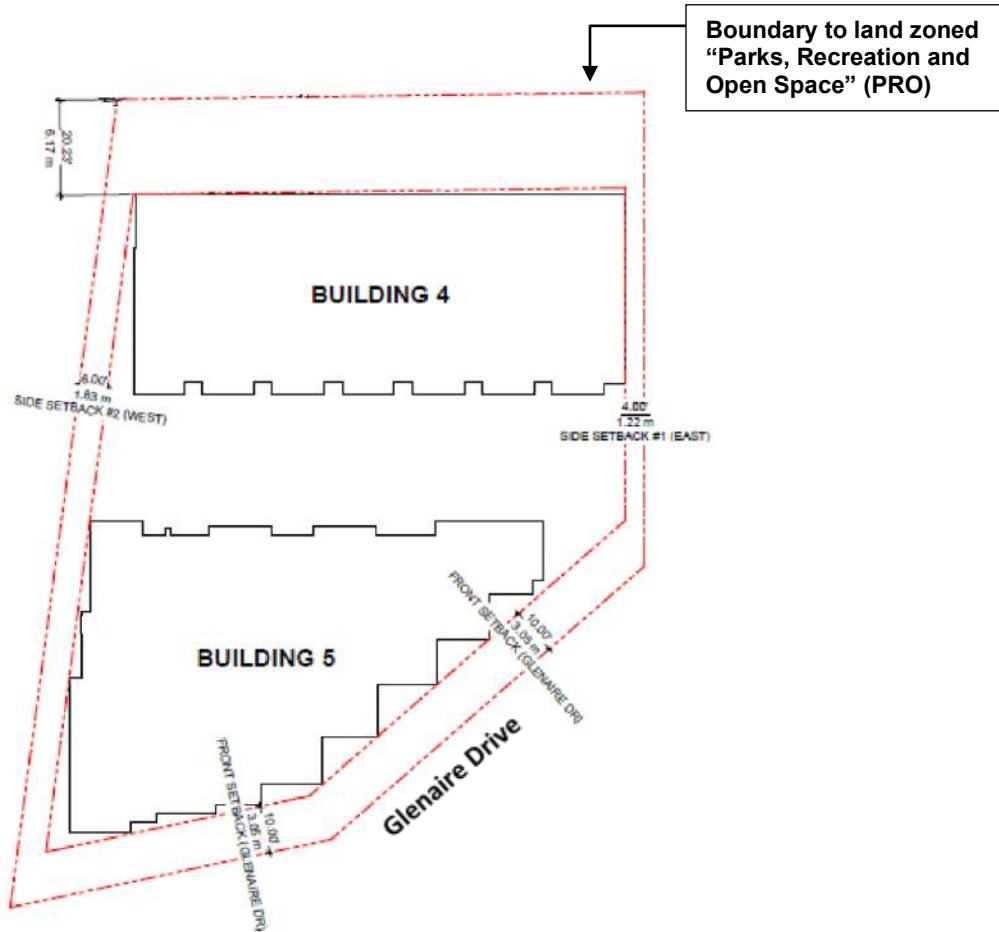 Boundary to land zoned
“Parks, Recreation and
Open Space” (PRO)
20.23'
6.17 m
BUILDING 4
6.00'
1.83 m
SIDE SETBACK #2 (WEST)
4.00'
1.22 m
SIDE SETBACK #1 (EAST)
10.00'
3.05 m
FRONT SETBACK (GLENAIRE DR)
BUILDING 5
Glenaire Drive
10.00'
3.05 m
FRONT SETBACK (GLENAIRE DR)